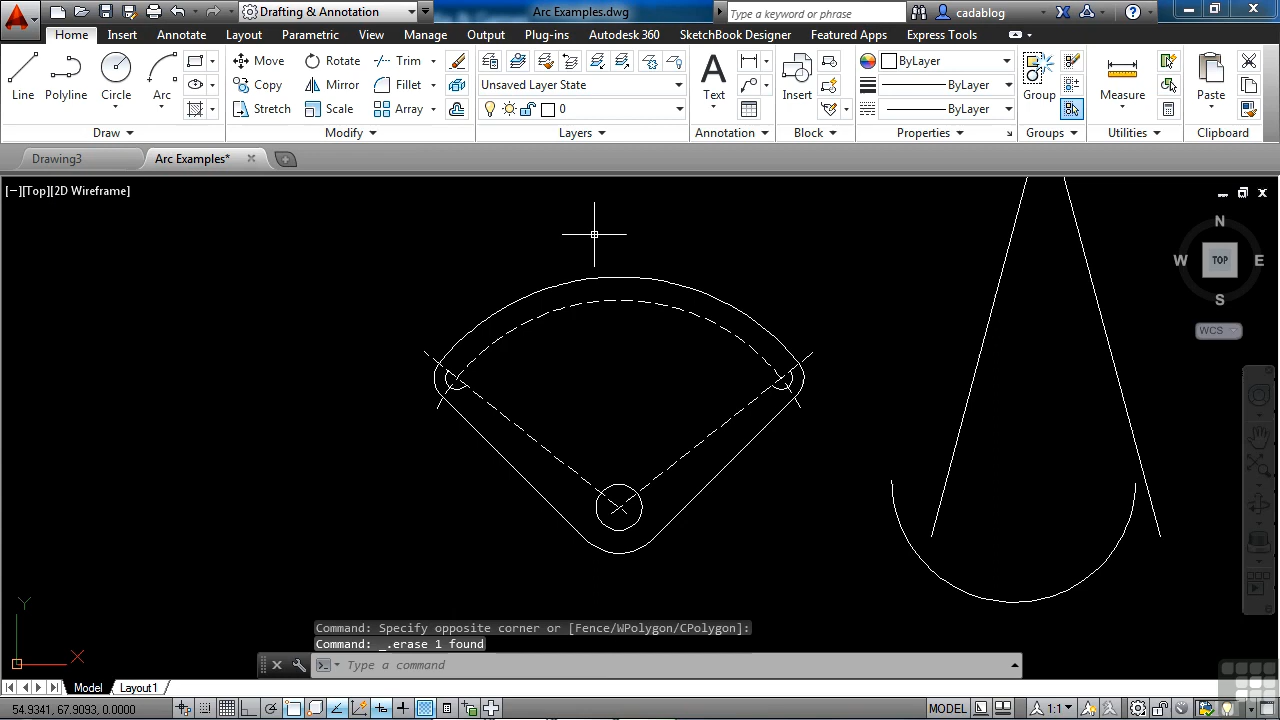 Drafting & Annotation Arc Examples.dwg Type a keyword or phrase cadablog
Home Insert Annotate Layout Parametric View Manage Output Plug-ins Autodesk 360 SketchBook Designer Featured Apps Express Tools
Line Polyline Circle Arc Move Rotate Trim Unsaved Layer State Text Insert ByLayer Group Measure Paste
Copy Mirror Fillet ByLayer
Stretch Scale Array 0 ByLayer
Draw Modify Layers Annotation Block Properties Groups Utilities Clipboard
Drawing3 Arc Examples*
[−][Top][2D Wireframe]
N
W TOP E
S
WCS
Y
X
Command: Specify opposite corner or [Fence/WPolygon/CPolygon]:
Command: _.erase 1 found
Type a command
Model Layout1
54.9341, 67.9093, 0.0000 MODEL 1:1